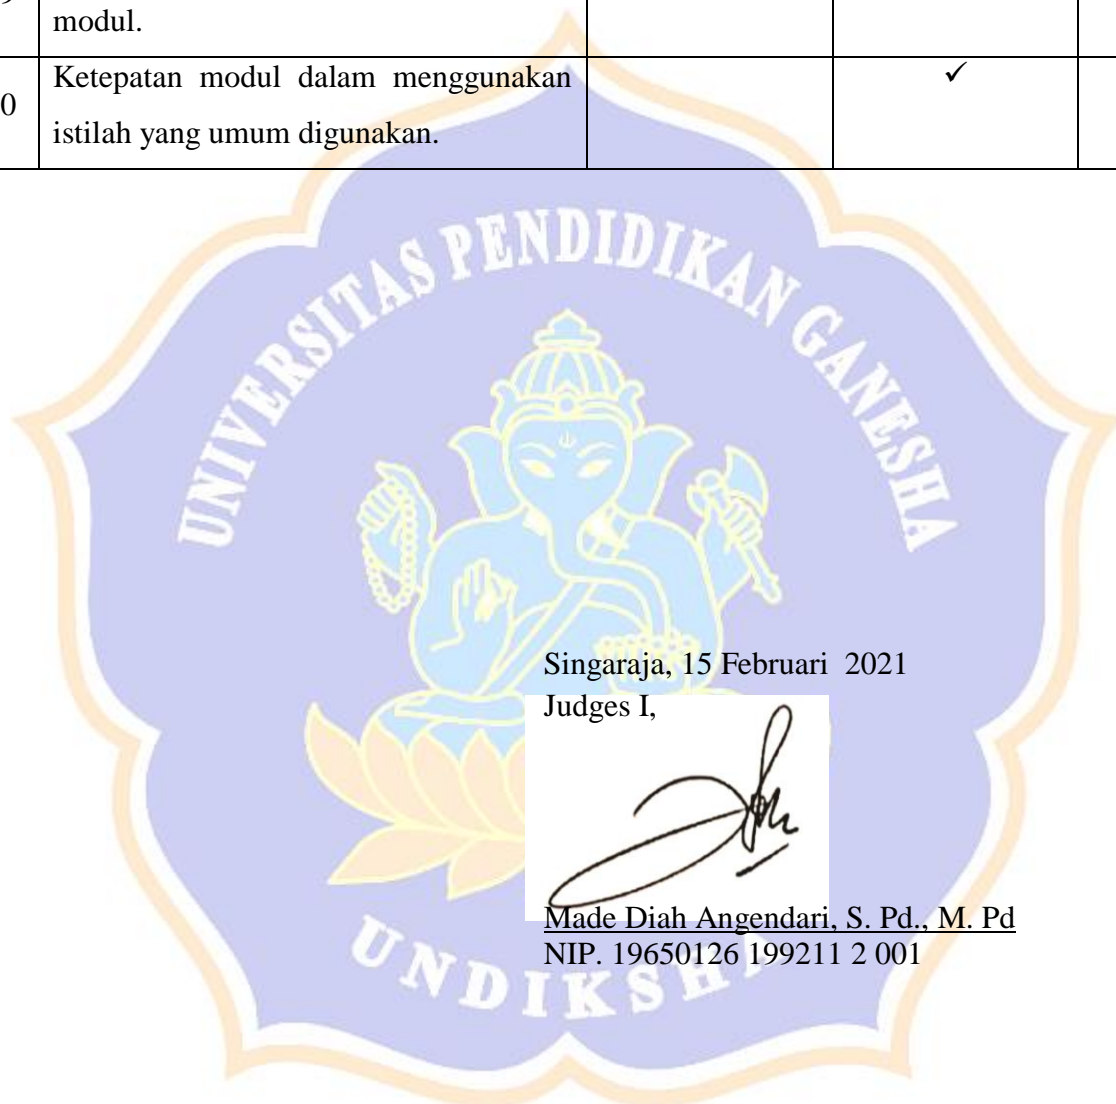 modul.
0 Ketepatan modul dalam menggunakan ✓
istilah yang umum digunakan.
UNIVERSITAS PENDIDIKAN GANESHA
Singaraja, 15 Februari 2021
Judges I,
Made Diah Angendari, S. Pd., M. Pd
NIP. 19650126 199211 2 001
UNDIKSHA